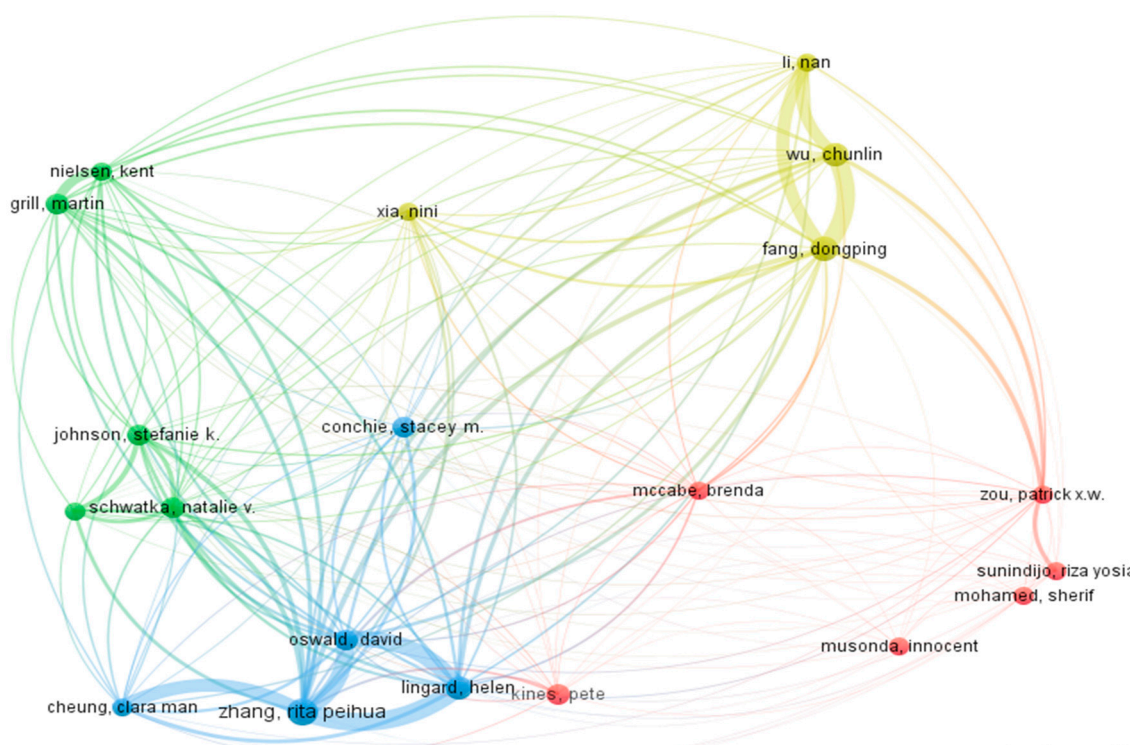 li, nan
wu, chunlin
nielsen, kent
grill, martin
xia, nini
fang, dongping
conchie, stacey m.
johnson, stefanie k.
mccabe, brenda
zou, patrick x.w.
schwatka, natalie v.
sunindijo, riza yosia
mohamed, sherif
oswald, david
musonda, innocent
lingard, helen
kines, pete
cheung, clara man
zhang, rita peihua